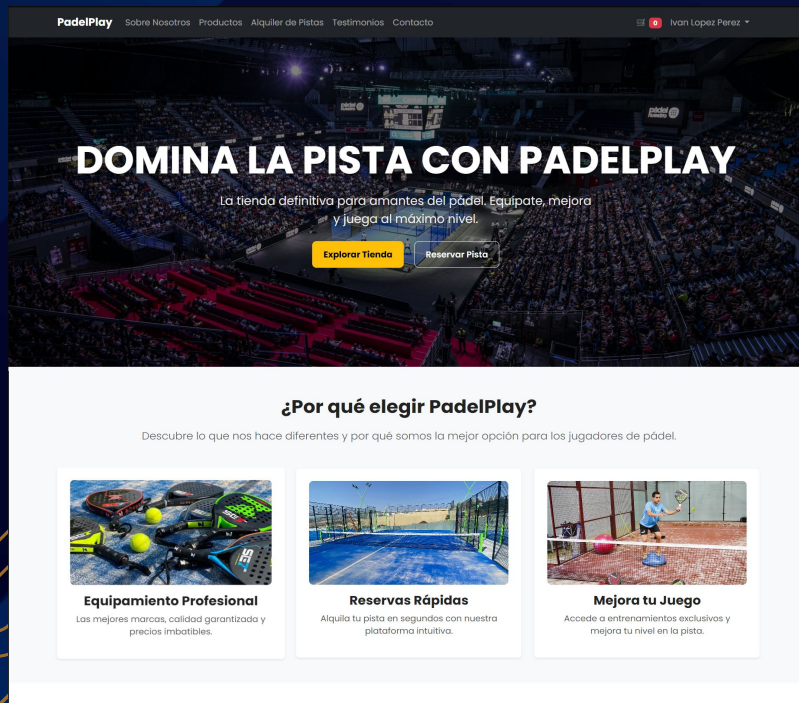 PadelPlay Sobre Nosotros Productos Alquiler de Pistas Testimonios Contacto 0 Ivan Lopez Perez
pádel
pádel
DOMINA LA PISTA CON PADELPLAY
La tienda definitiva para amantes del pádel. Equípate, mejora
y juega al máximo nivel.
Explorar Tienda Reservar Pista
¿Por qué elegir PadelPlay?
Descubre lo que nos hace diferentes y por qué somos la mejor opción para los jugadores de pádel.
Equipamiento Profesional
Las mejores marcas, calidad garantizada y
precios imbatibles.
Reservas Rápidas
Alquila tu pista en segundos con nuestra
plataforma intuitiva.
Mejora tu Juego
Accede a entrenamientos exclusivos y
mejora tu nivel en la pista.